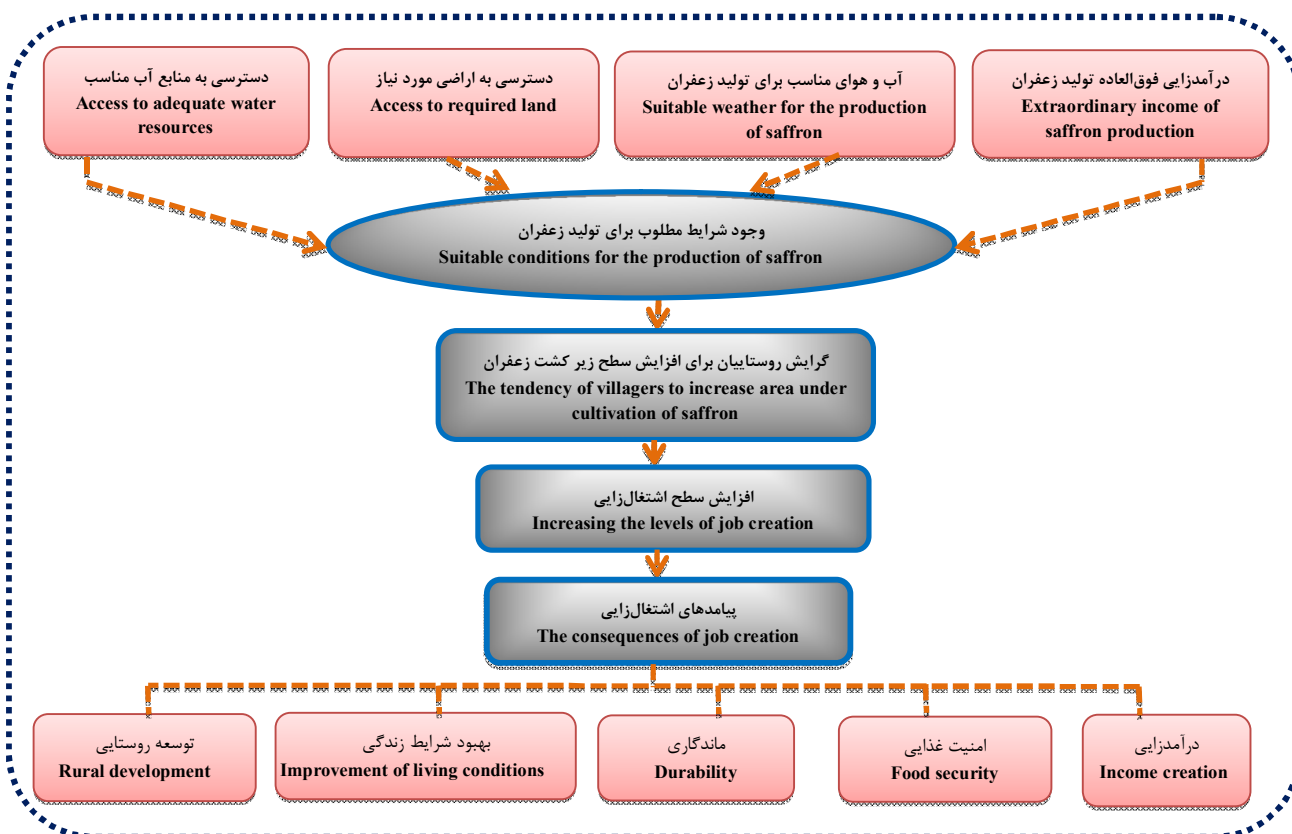 دسترسی به منابع آب مناسب
Access to adequate water
resources
دسترسی به اراضی مورد نیاز
Access to required land
آب و هوای مناسب برای تولید زعفران
Suitable weather for the production
of saffron
درآمدزایی فوق‌العاده تولید زعفران
Extraordinary income of
saffron production
وجود شرایط مطلوب برای تولید زعفران
Suitable conditions for the production of saffron
گرایش روستاییان برای افزایش سطح زیر کشت زعفران
The tendency of villagers to increase area under
cultivation of saffron
افزایش سطح اشتغال‌زایی
Increasing the levels of job creation
پیامدهای اشتغال‌زایی
The consequences of job creation
توسعه روستایی
Rural development
بهبود شرایط زندگی
Improvement of living conditions
ماندگاری
Durability
امنیت غذایی
Food security
درآمدزایی
Income creation